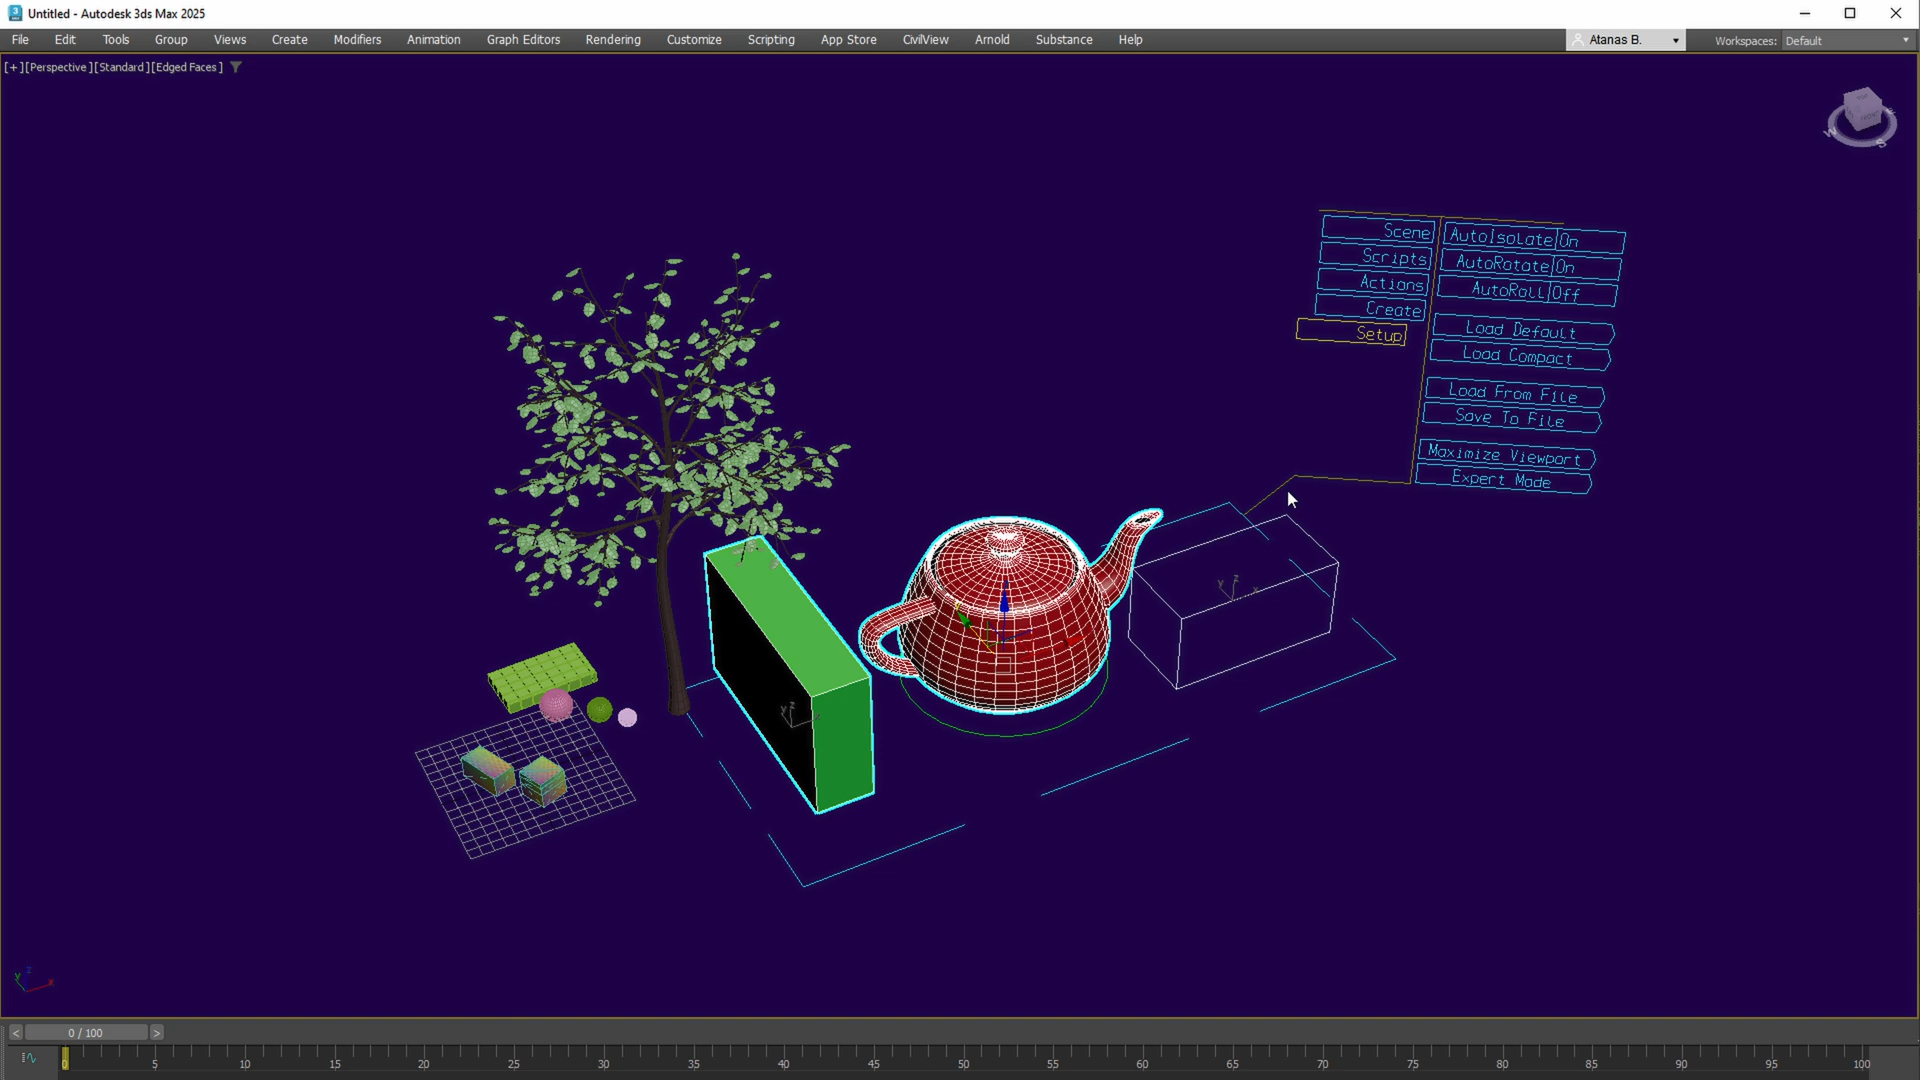 Untitled - Autodesk 3ds Max 2025
File Edit Tools Group Views Create Modifiers Animation Graph Editors Rendering Customize Scripting App Store CivilView Arnold Substance Help
Atanas B.
Workspaces: Default
[+][Perspective][Standard][Edged Faces]
W
S
Scene
Scripts
Actions
Create
Setup
AutoIsolate|On
AutoRotate|On
AutoRoll|Off
Load Default
Load Compact
Load From File
Save To File
Maximize Viewport
Expert Mode
y z x
y z
y z x
< 0 / 100 >
0 5 10 15 20 25 30 35 40 45 50 55 60 65 70 75 80 85 90 95 100